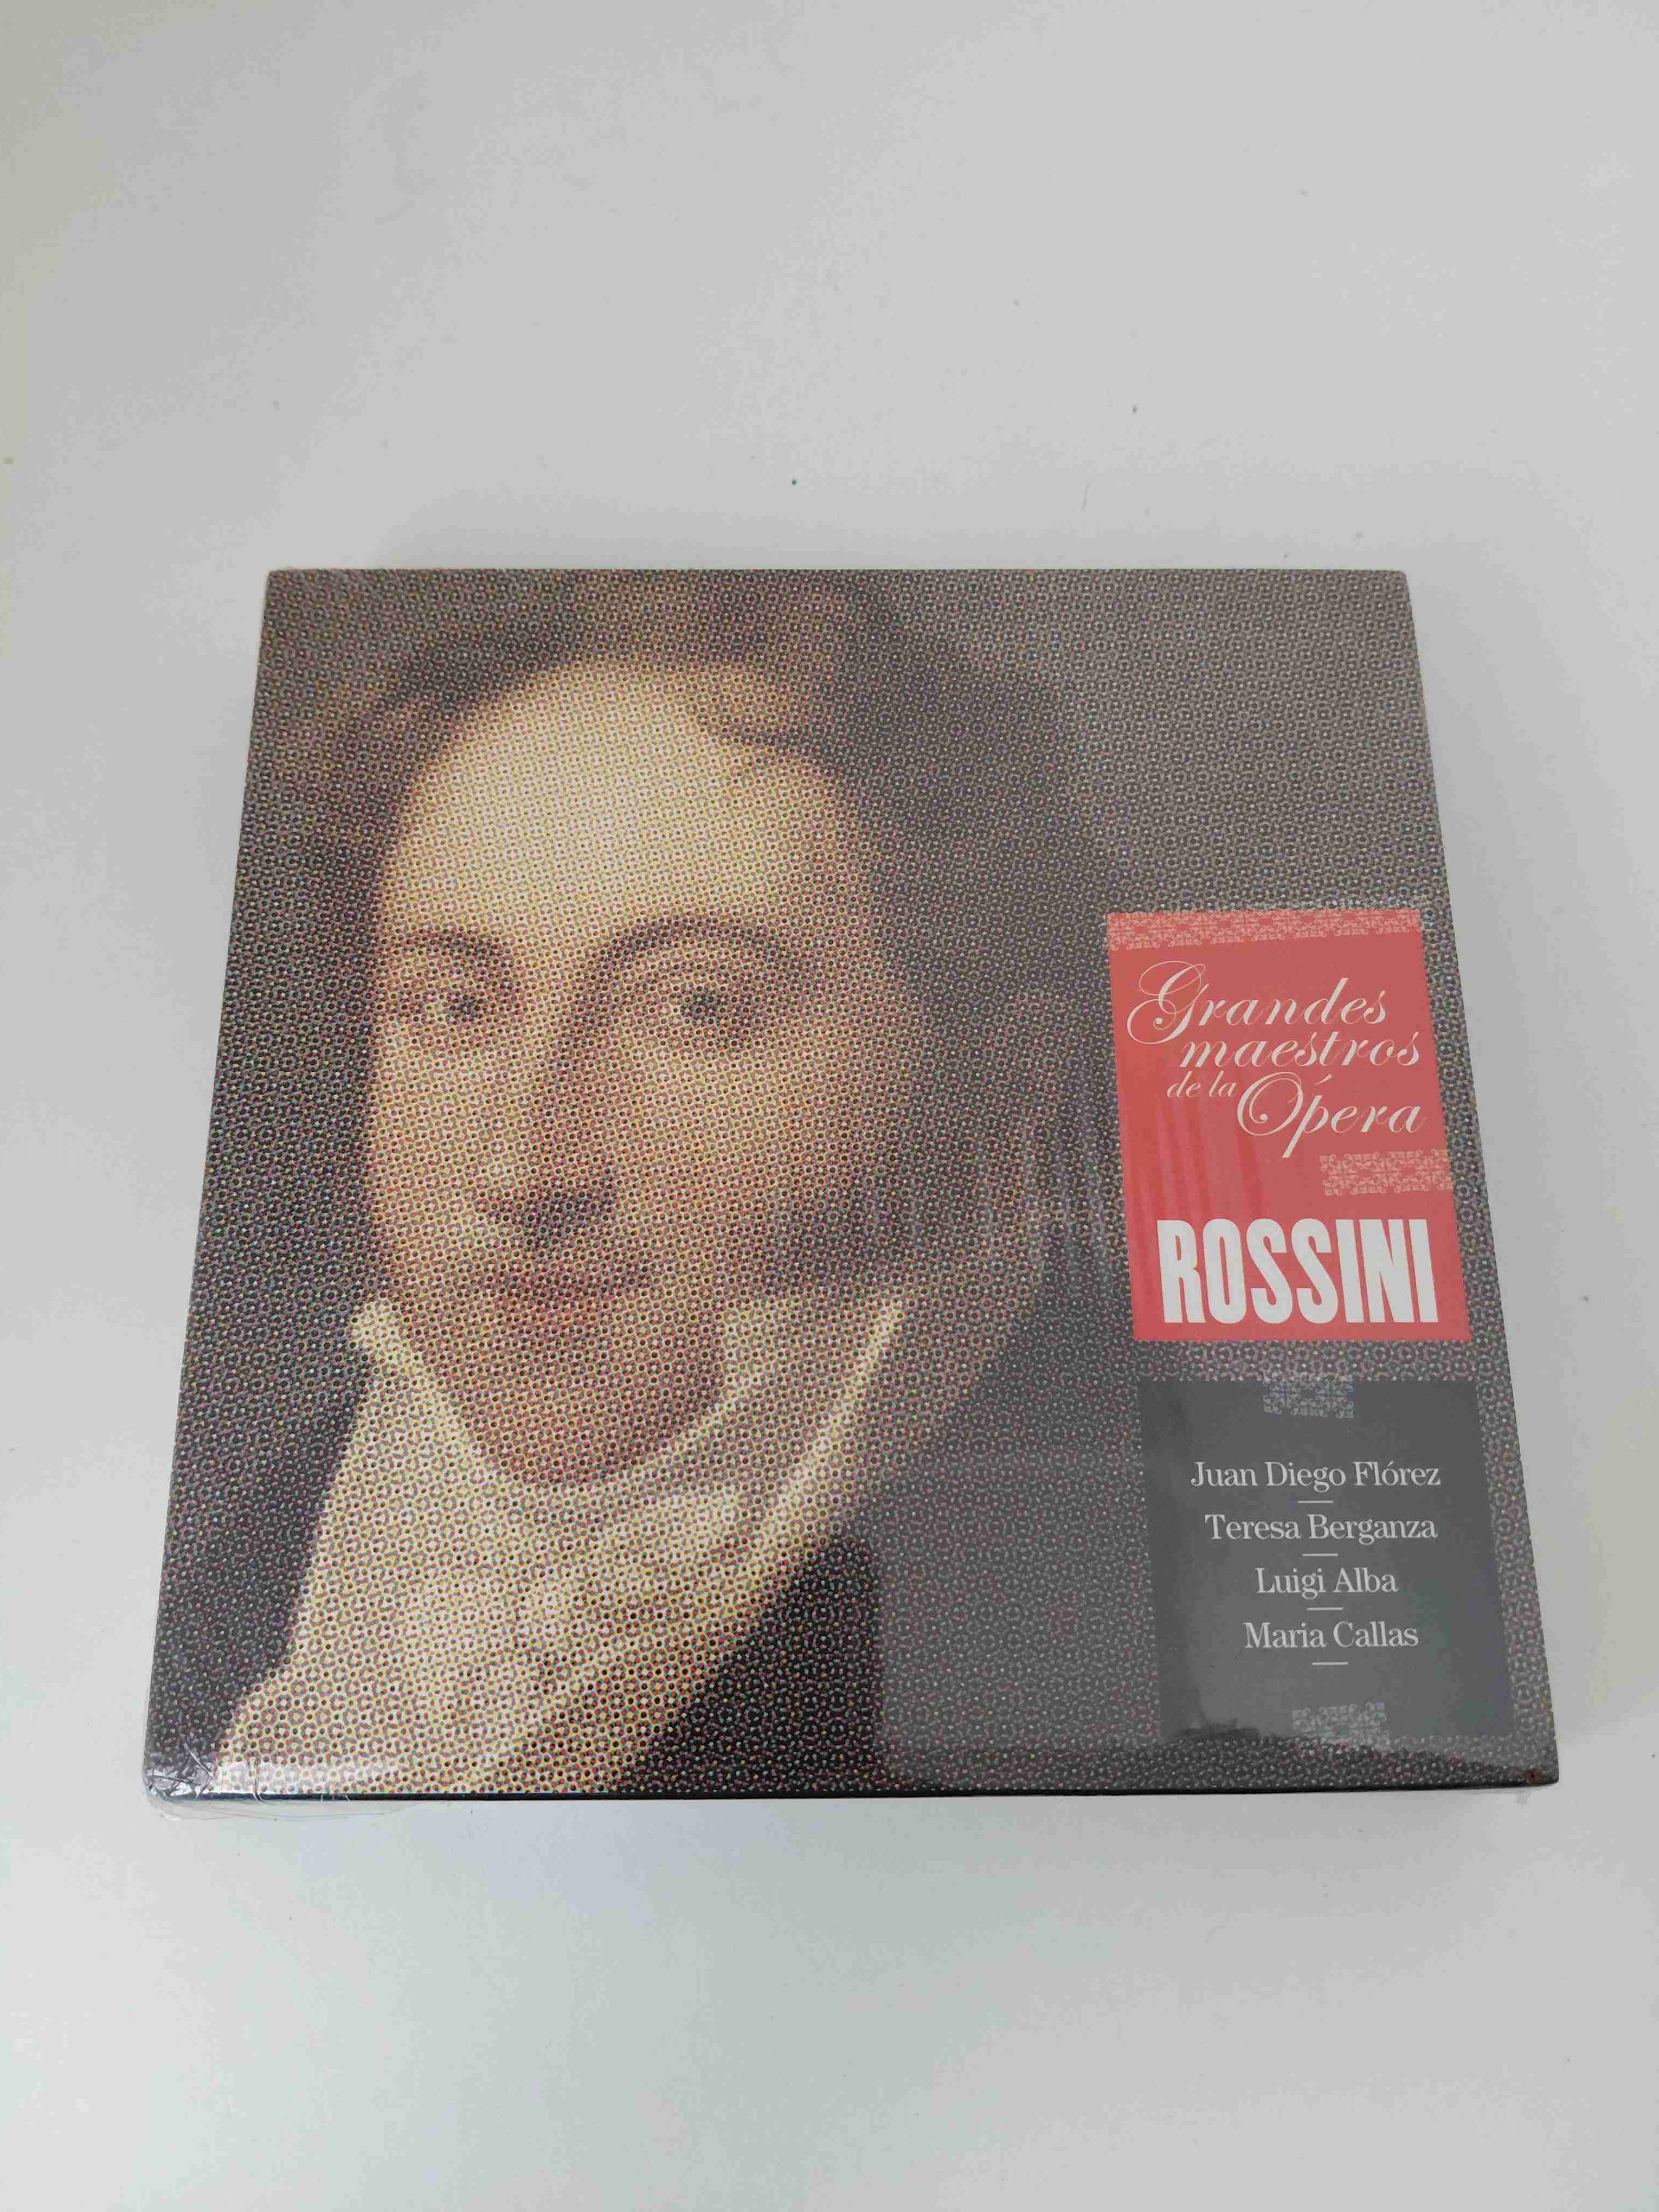 Grandes
maestros
de la Ópera
ROSSINI
Juan Diego Flórez
Teresa Berganza
Luigi Alba
Maria Callas